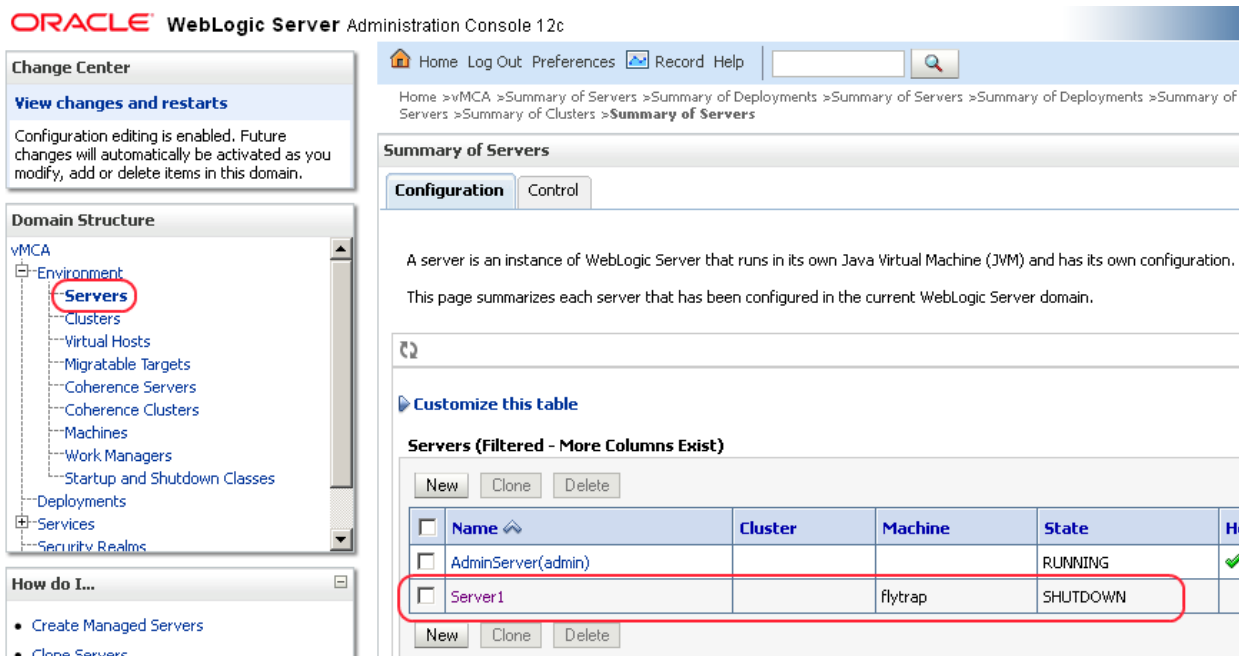 ORACLE WebLogic Server Administration Console 12c
Change Center
View changes and restarts
Configuration editing is enabled. Future
changes will automatically be activated as you
modify, add or delete items in this domain.
Domain Structure
vMCA
Environment
Servers
Clusters
Virtual Hosts
Migratable Targets
Coherence Servers
Coherence Clusters
Machines
Work Managers
Startup and Shutdown Classes
Deployments
Services
Security Realms
How do I...
Create Managed Servers
Clone Servers
Home Log Out Preferences Record Help
Home >vMCA >Summary of Servers >Summary of Deployments >Summary of Servers >Summary of Deployments >Summary of
Servers >Summary of Clusters >Summary of Servers
Summary of Servers
Configuration Control
A server is an instance of WebLogic Server that runs in its own Java Virtual Machine (JVM) and has its own configuration.
This page summarizes each server that has been configured in the current WebLogic Server domain.
Customize this table
Servers (Filtered - More Columns Exist)
New Clone Delete
Name Cluster Machine State
AdminServer(admin) RUNNING
Server1 flytrap SHUTDOWN
New Clone Delete